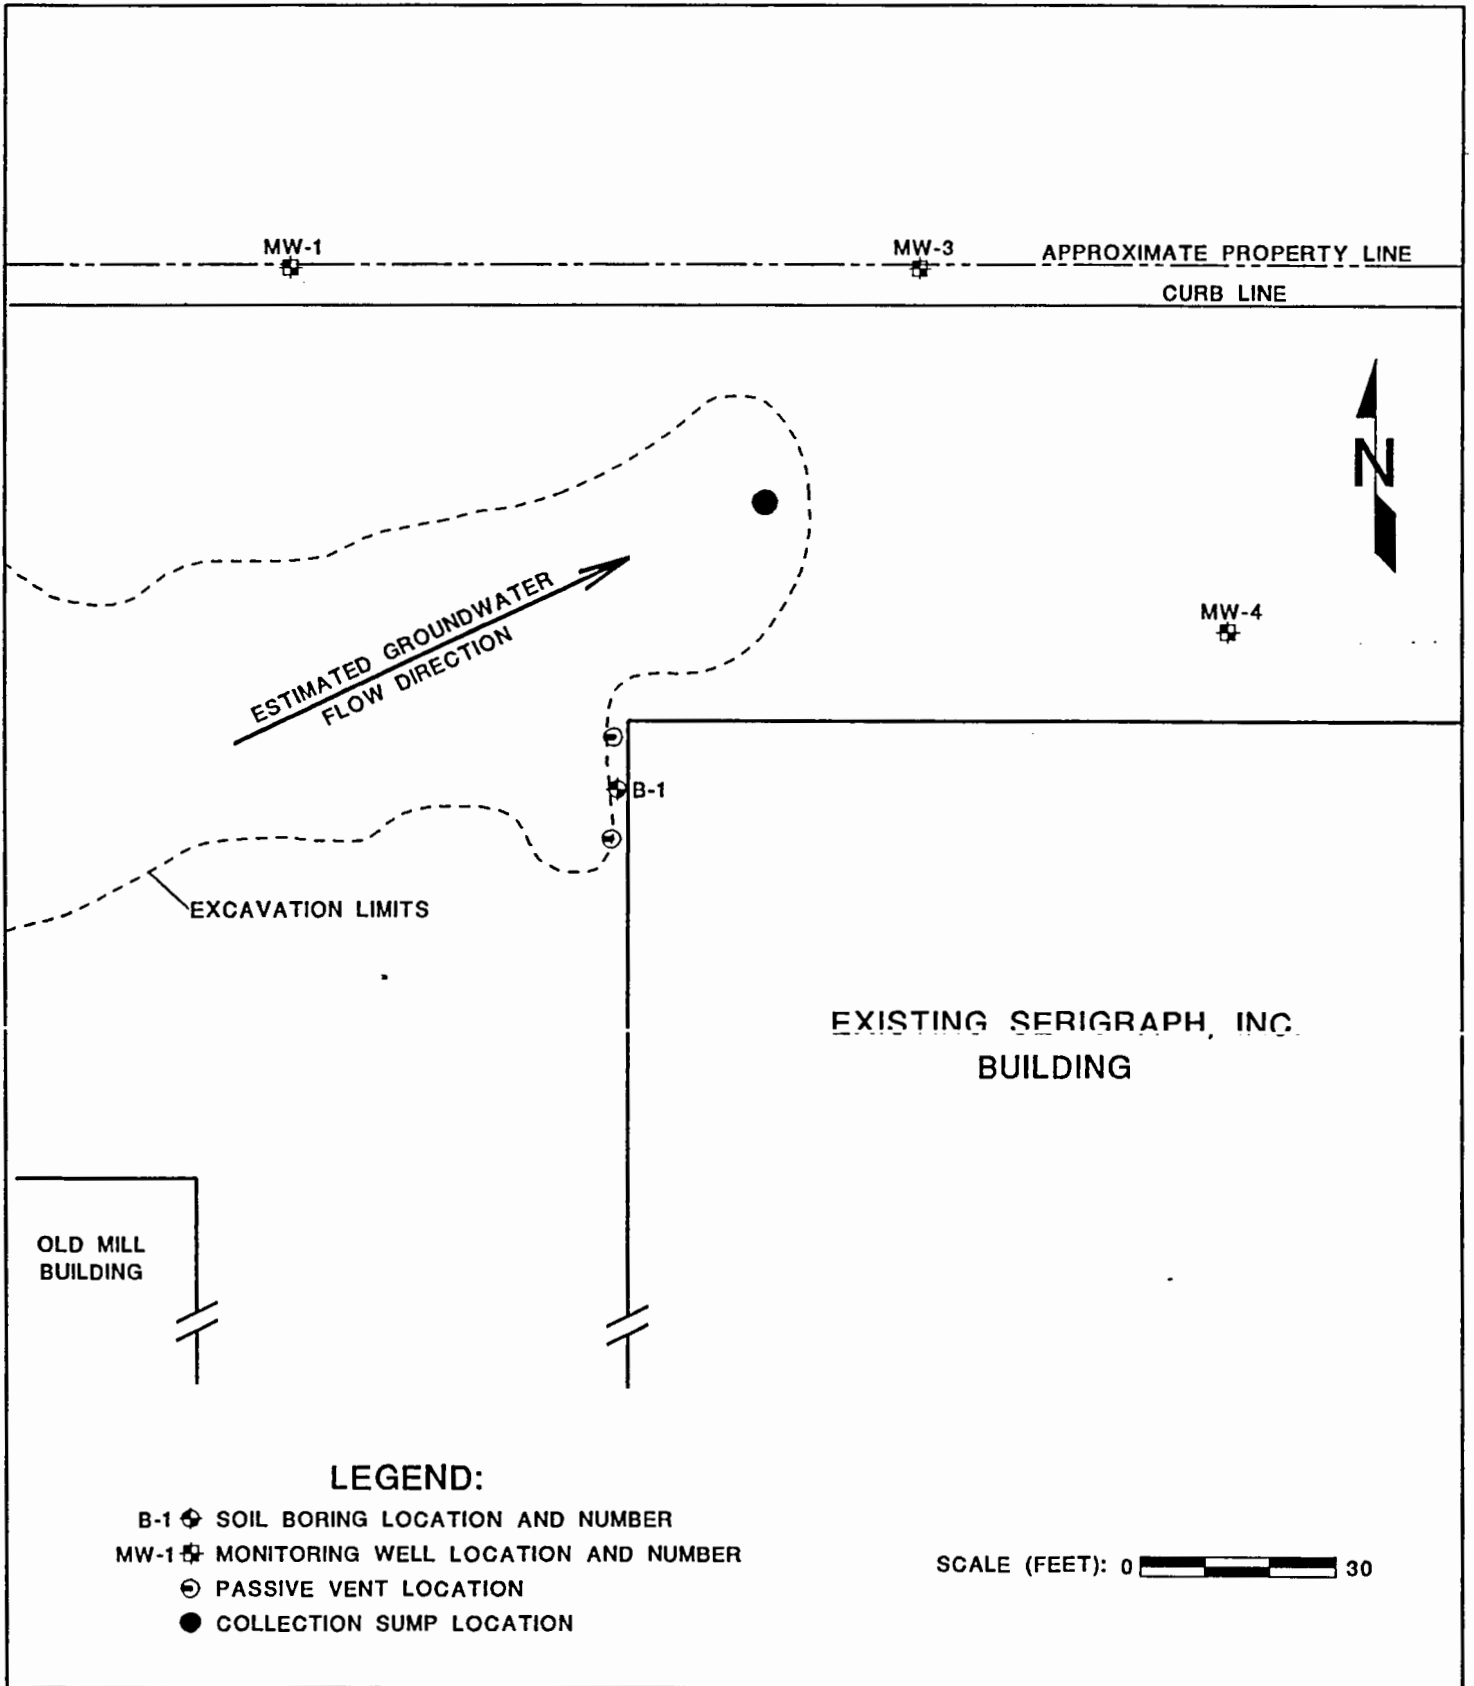 MW-1
MW-3
APPROXIMATE PROPERTY LINE
CURB LINE
N
MW-4
ESTIMATED GROUNDWATER
FLOW DIRECTION
B-1
EXCAVATION LIMITS
EXISTING SERIGRAPH, INC.
BUILDING
OLD MILL
BUILDING
LEGEND:
B-1 SOIL BORING LOCATION AND NUMBER
MW-1 MONITORING WELL LOCATION AND NUMBER
PASSIVE VENT LOCATION
COLLECTION SUMP LOCATION
SCALE (FEET): 0 30